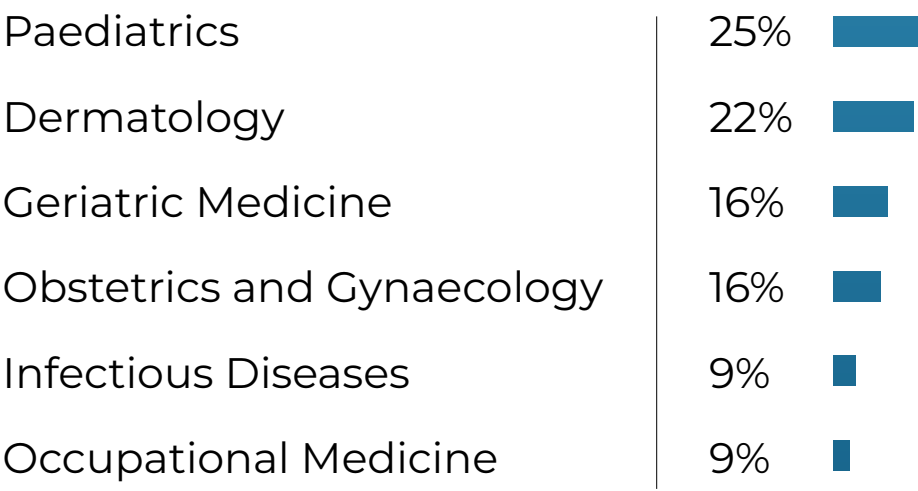 Paediatrics 25%
Dermatology 22%
Geriatric Medicine 16%
Obstetrics and Gynaecology 16%
Infectious Diseases 9%
Occupational Medicine 9%